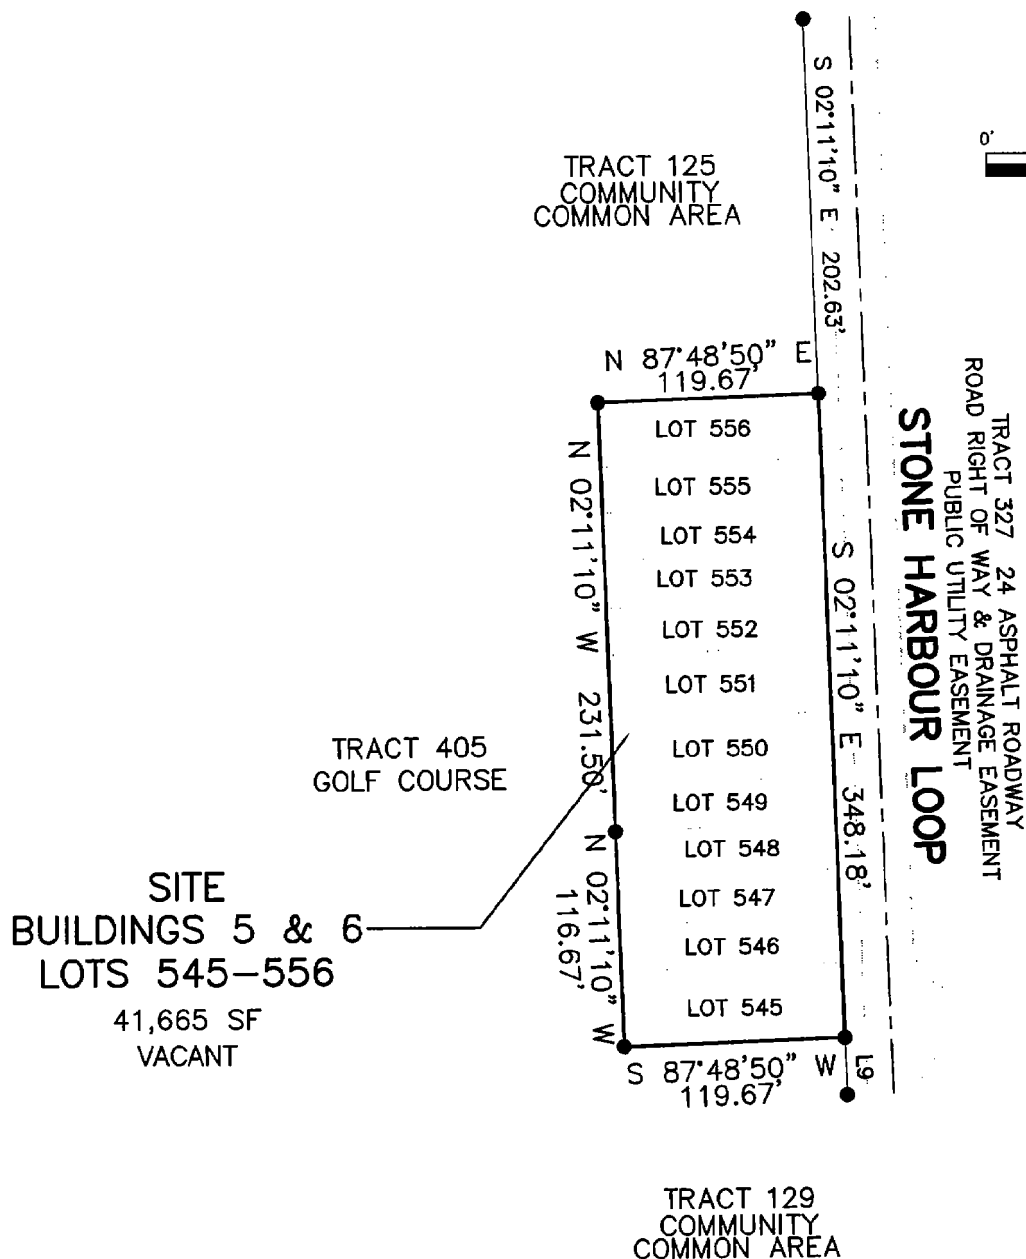 S 02°11'10" E 202.63'
0'
TRACT 125
COMMUNITY
COMMON AREA
N 87°48'50" E
119.67'
TRACT 327 24 ASPHALT ROADWAY
ROAD RIGHT OF WAY & DRAINAGE EASEMENT
PUBLIC UTILITY EASEMENT
STONE HARBOUR LOOP
LOT 556
LOT 555
LOT 554
LOT 553
LOT 552
LOT 551
LOT 550
LOT 549
LOT 548
LOT 547
LOT 546
LOT 545
N 02°11'10" W 231.50'
S 02°11'10" E 348.18'
TRACT 405
GOLF COURSE
N 02°11'10" W
116.67'
SITE
BUILDINGS 5 & 6
LOTS 545-556
41,665 SF
VACANT
S 87°48'50" W
119.67'
L9
TRACT 129
COMMUNITY
COMMON AREA